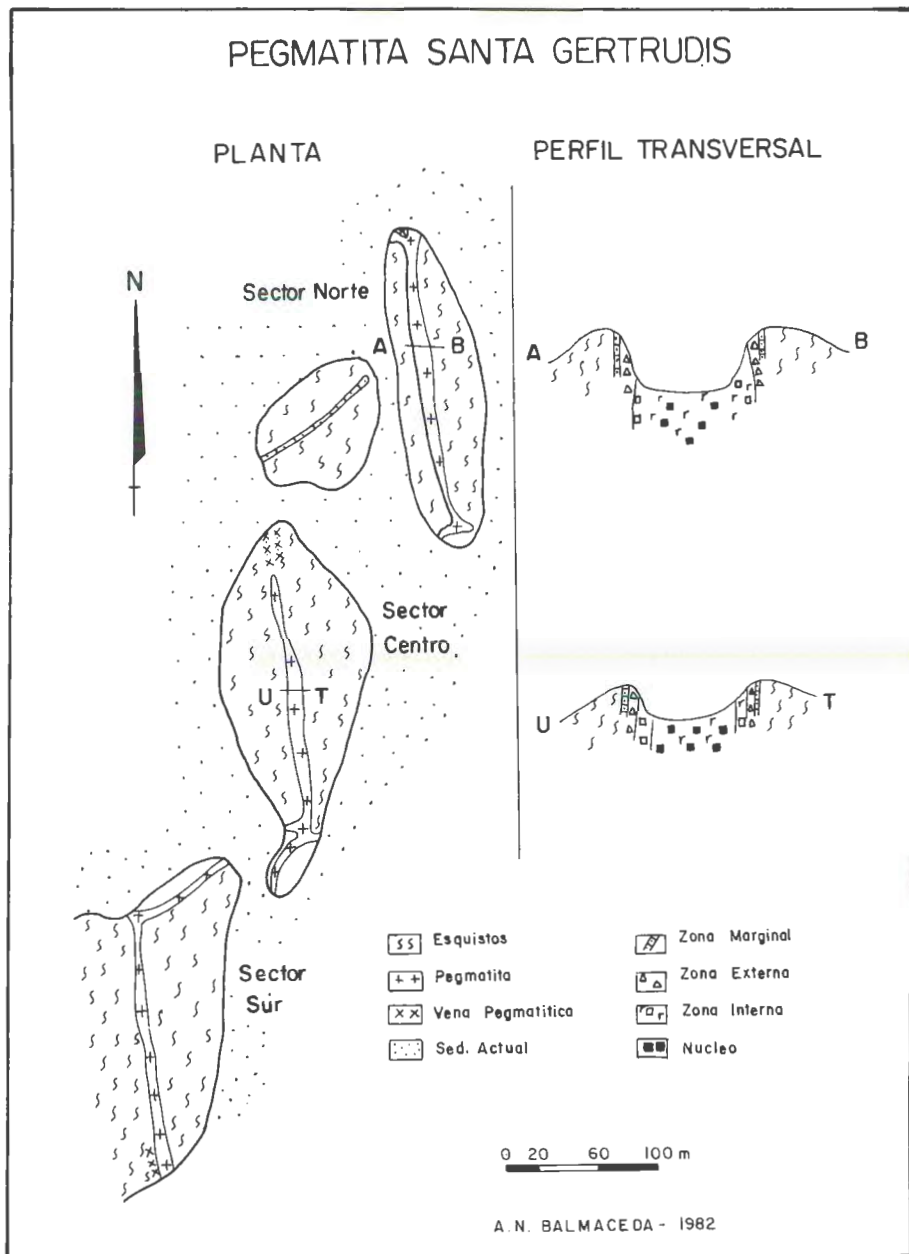 PEGMATITA SANTA GERTRUDIS
PLANTA
PERFIL TRANSVERSAL
N
Sector Norte
A B
A B
Sector
Centro
U T
U T
Sector
Sur
Esquistos
Pegmatita
Vena Pegmatítica
Sed. Actual
Zona Marginal
Zona Externa
Zona Interna
Nucleo
0 20 60 100 m
A.N. BALMACEDA - 1982